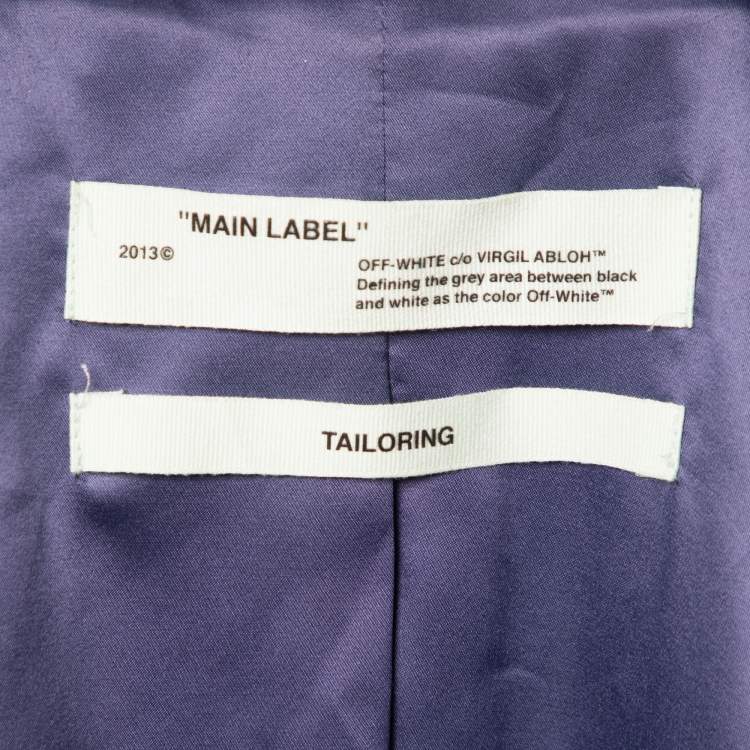 "MAIN LABEL"
2013©
OFF-WHITE c/o VIRGIL ABLOH™
Defining the grey area between black
and white as the color Off-White™
TAILORING